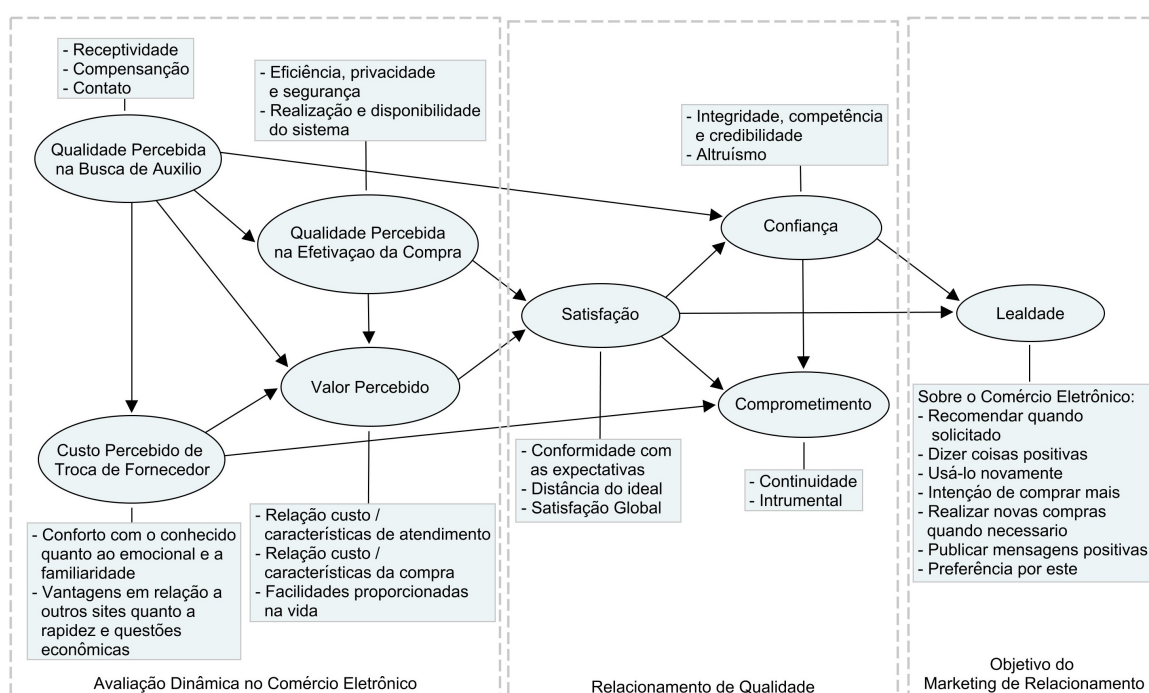 - Receptividade
- Compensanção
- Contato
Qualidade Percebida
na Busca de Auxilio
- Eficiência, privacidade
e segurança
- Realização e disponibilidade
do sistema
Qualidade Percebida
na Efetivaçao da Compra
Valor Percebido
Custo Percebido de
Troca de Fornecedor
- Conforto com o conhecido
quanto ao emocional e a
familiaridade
- Vantagens em relação a
outros sites quanto a
rapidez e questões
econômicas
- Relação custo /
características de atendimento
- Relação custo /
características da compra
- Facilidades proporcionadas
na vida
Avaliação Dinâmica no Comércio Eletrônico
- Integridade, competência
e credibilidade
- Altruísmo
Confiança
Satisfação
Comprometimento
- Conformidade com
as expectativas
- Distância do ideal
- Satisfação Global
- Continuidade
- Intrumental
Relacionamento de Qualidade
Lealdade
Sobre o Comércio Eletrônico:
- Recomendar quando
solicitado
- Dizer coisas positivas
- Usá-lo novamente
- Intenção de comprar mais
- Realizar novas compras
quando necessario
- Publicar mensagens positivas
- Preferência por este
Objetivo do
Marketing de Relacionamento